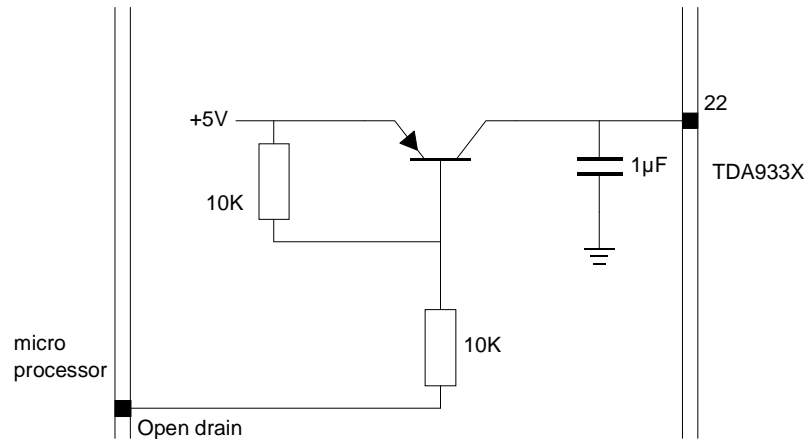 22
+5V
1µF
TDA933X
10K
10K
micro
processor
Open drain